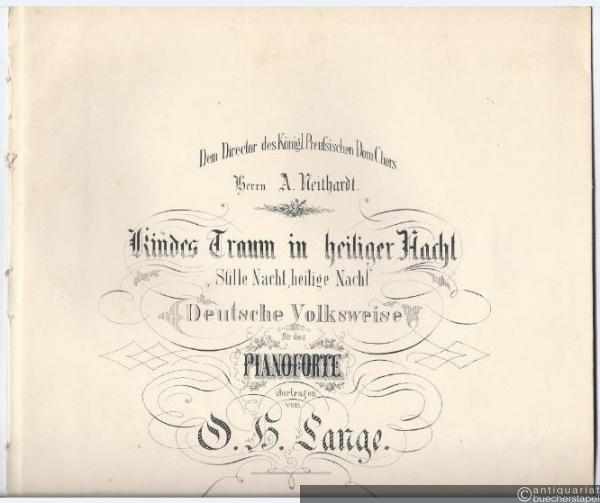 Dem Director des Königl. Preußischen Dom Chors
Herrn A. Neithardt.
Kindes Traum in heiliger Nacht
„Stille Nacht, heilige Nacht"
Deutsche Volksweise
für das
PIANOFORTE
übertragen
von
O. H. Lange.
©antiquariat
buecherstapel